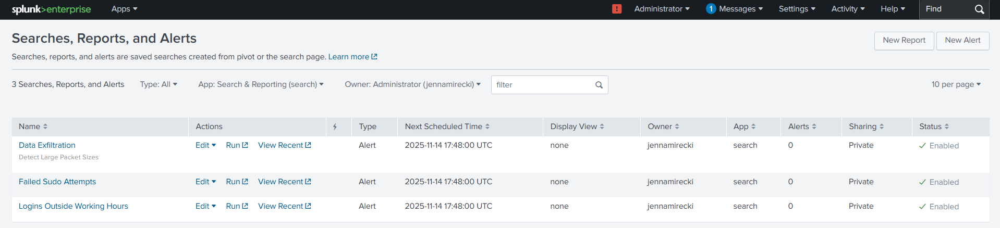 splunk>enterprise Apps ! Administrator 1 Messages Settings Activity Help Find
Searches, Reports, and Alerts New Report New Alert
Searches, reports, and alerts are saved searches created from pivot or the search page. Learn more
3 Searches, Reports, and Alerts Type: All App: Search & Reporting (search) Owner: Administrator (jennamirecki) filter 10 per page
Name Actions Type Next Scheduled Time Display View Owner App Alerts Sharing Status
Data Exfiltration Edit Run View Recent Alert 2025-11-14 17:48:00 UTC none jennamirecki search 0 Private Enabled
Detect Large Packet Sizes
Failed Sudo Attempts Edit Run View Recent Alert 2025-11-14 17:48:00 UTC none jennamirecki search 0 Private Enabled
Logins Outside Working Hours Edit Run View Recent Alert 2025-11-14 17:48:00 UTC none jennamirecki search 0 Private Enabled